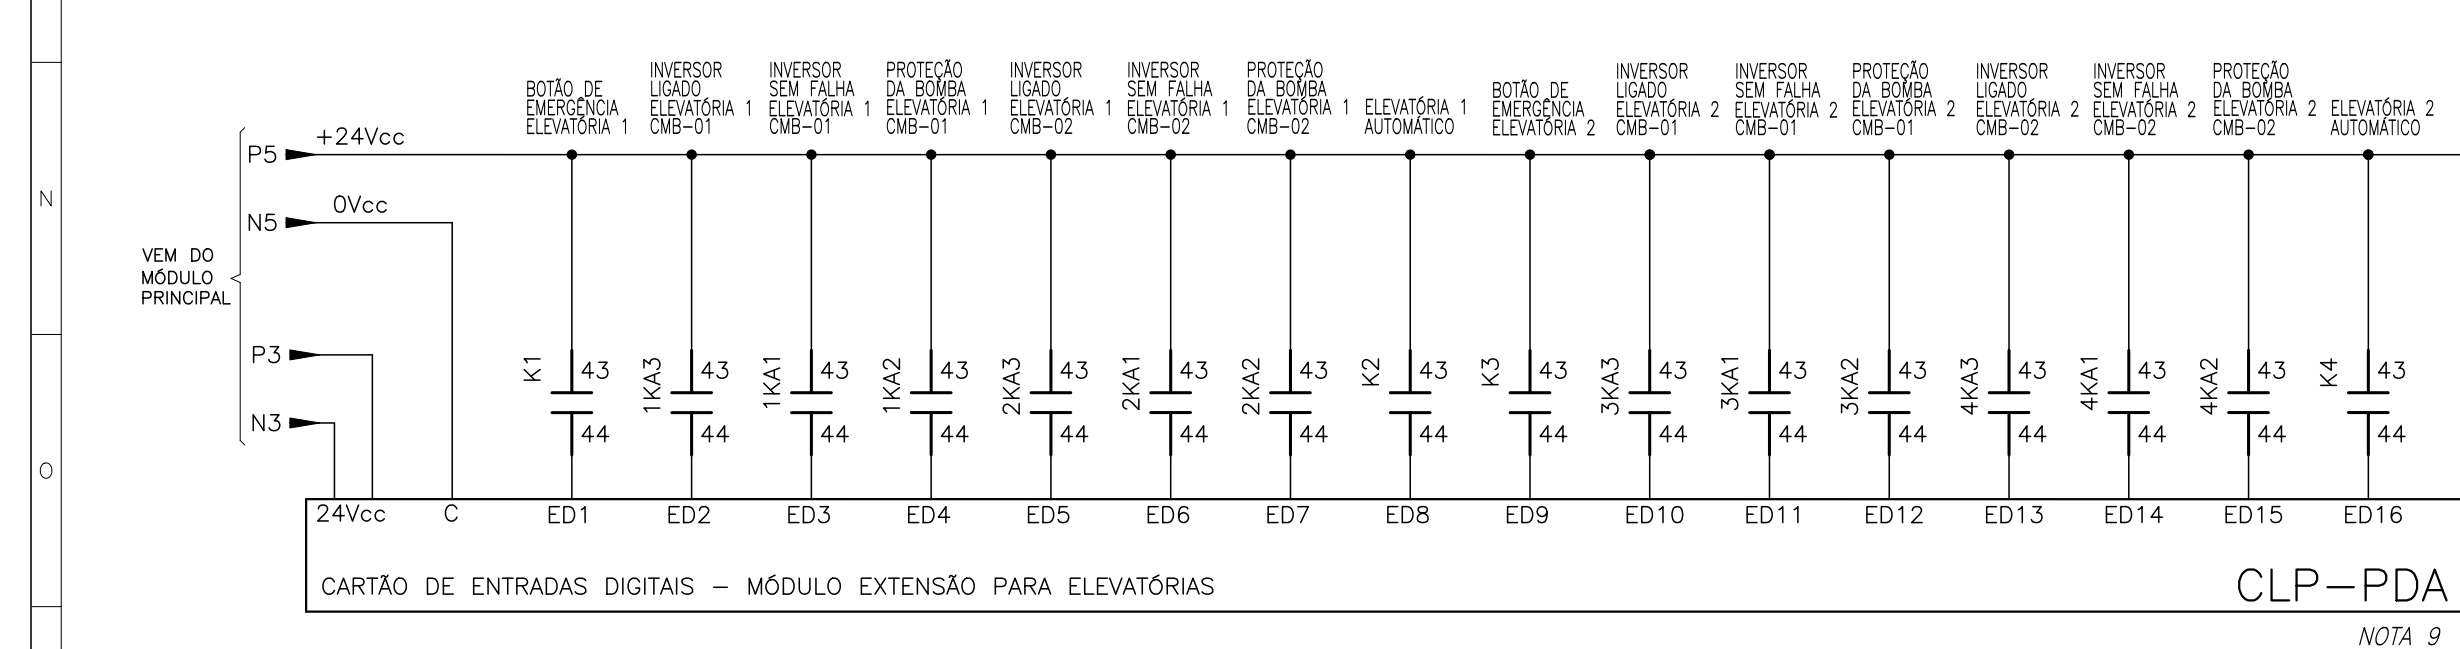 BOTÃO DE
EMERGÊNCIA
ELEVATÓRIA 1
INVERSOR
LIGADO
ELEVATÓRIA 1
CMB-01
INVERSOR
SEM FALHA
ELEVATÓRIA 1
CMB-01
PROTEÇÃO
DA BOMBA
ELEVATÓRIA 1
CMB-01
INVERSOR
LIGADO
ELEVATÓRIA 1
CMB-02
INVERSOR
SEM FALHA
ELEVATÓRIA 1
CMB-02
PROTEÇÃO
DA BOMBA
ELEVATÓRIA 1
CMB-02
ELEVATÓRIA 1
AUTOMÁTICO
BOTÃO DE
EMERGÊNCIA
ELEVATÓRIA 2
INVERSOR
LIGADO
ELEVATÓRIA 2
CMB-01
INVERSOR
SEM FALHA
ELEVATÓRIA 2
CMB-01
PROTEÇÃO
DA BOMBA
ELEVATÓRIA 2
CMB-01
INVERSOR
LIGADO
ELEVATÓRIA 2
CMB-02
INVERSOR
SEM FALHA
ELEVATÓRIA 2
CMB-02
PROTEÇÃO
DA BOMBA
ELEVATÓRIA 2
CMB-02
ELEVATÓRIA 2
AUTOMÁTICO
P5 +24Vcc
N
N5 0Vcc
VEM DO
MÓDULO
PRINCIPAL
P3
N3
O
K1 43 44
1KA3 43 44
1KA1 43 44
1KA2 43 44
2KA3 43 44
2KA1 43 44
2KA2 43 44
K2 43 44
K3 43 44
3KA3 43 44
3KA1 43 44
3KA2 43 44
4KA3 43 44
4KA1 43 44
4KA2 43 44
K4 43 44
24Vcc C ED1 ED2 ED3 ED4 ED5 ED6 ED7 ED8 ED9 ED10 ED11 ED12 ED13 ED14 ED15 ED16
CARTÃO DE ENTRADAS DIGITAIS - MÓDULO EXTENSÃO PARA ELEVATÓRIAS
CLP-PDA
NOTA 9